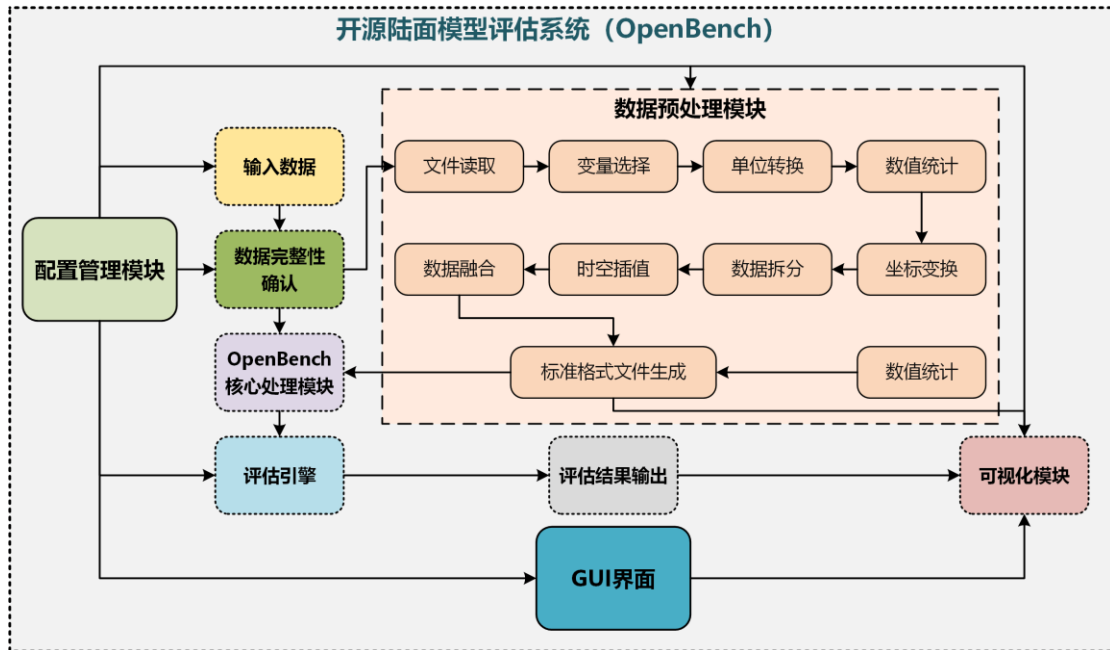 开源陆面模型评估系统（OpenBench）
数据预处理模块
输入数据
文件读取
变量选择
单位转换
数值统计
配置管理模块
数据完整性
确认
数据融合
时空插值
数据拆分
坐标变换
OpenBench
核心处理模块
标准格式文件生成
数值统计
评估引擎
评估结果输出
可视化模块
GUI界面